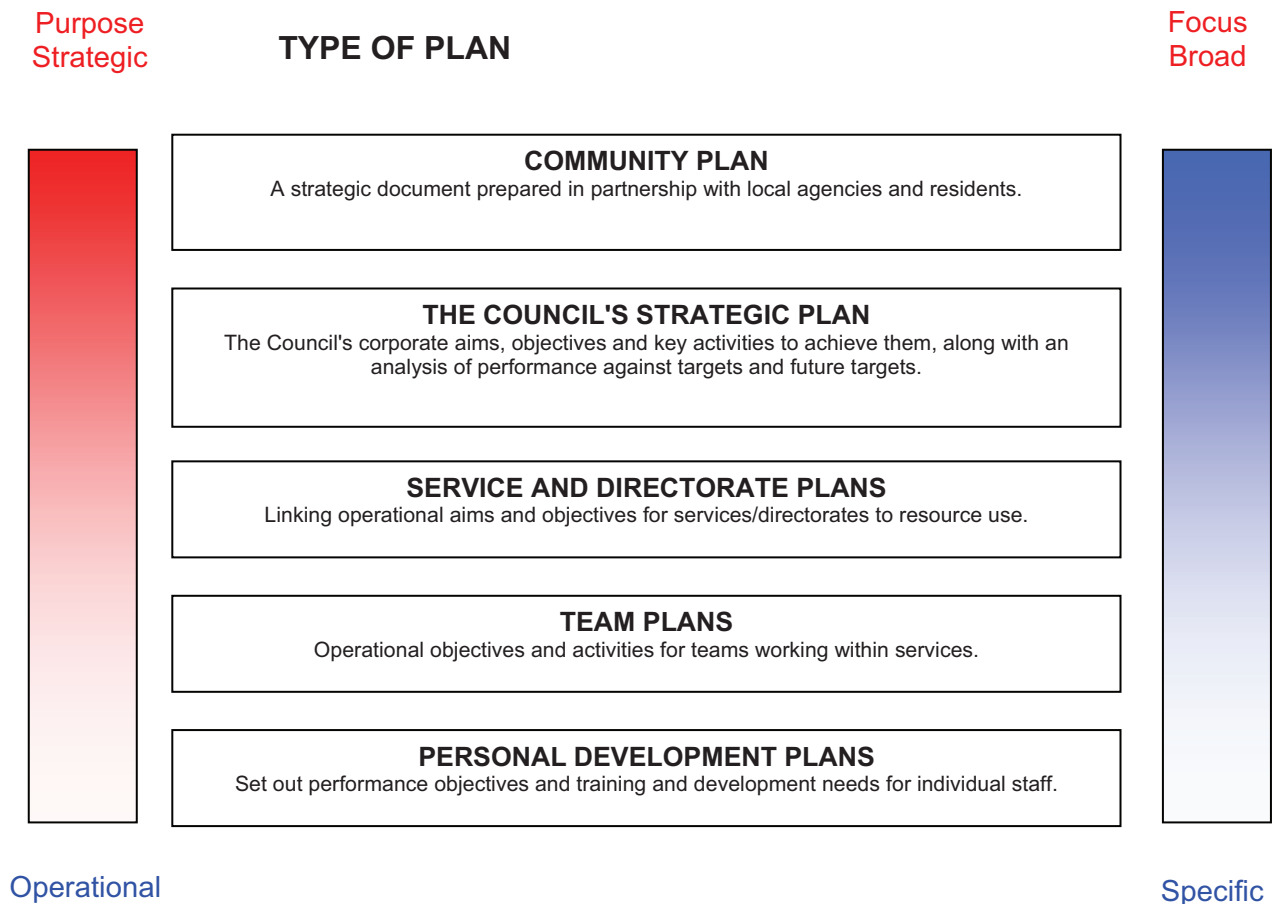 Purpose
Strategic
TYPE OF PLAN
Focus
Broad
COMMUNITY PLAN
A strategic document prepared in partnership with local agencies and residents.
THE COUNCIL'S STRATEGIC PLAN
The Council's corporate aims, objectives and key activities to achieve them, along with an
analysis of performance against targets and future targets.
SERVICE AND DIRECTORATE PLANS
Linking operational aims and objectives for services/directorates to resource use.
TEAM PLANS
Operational objectives and activities for teams working within services.
PERSONAL DEVELOPMENT PLANS
Set out performance objectives and training and development needs for individual staff.
Operational
Specific